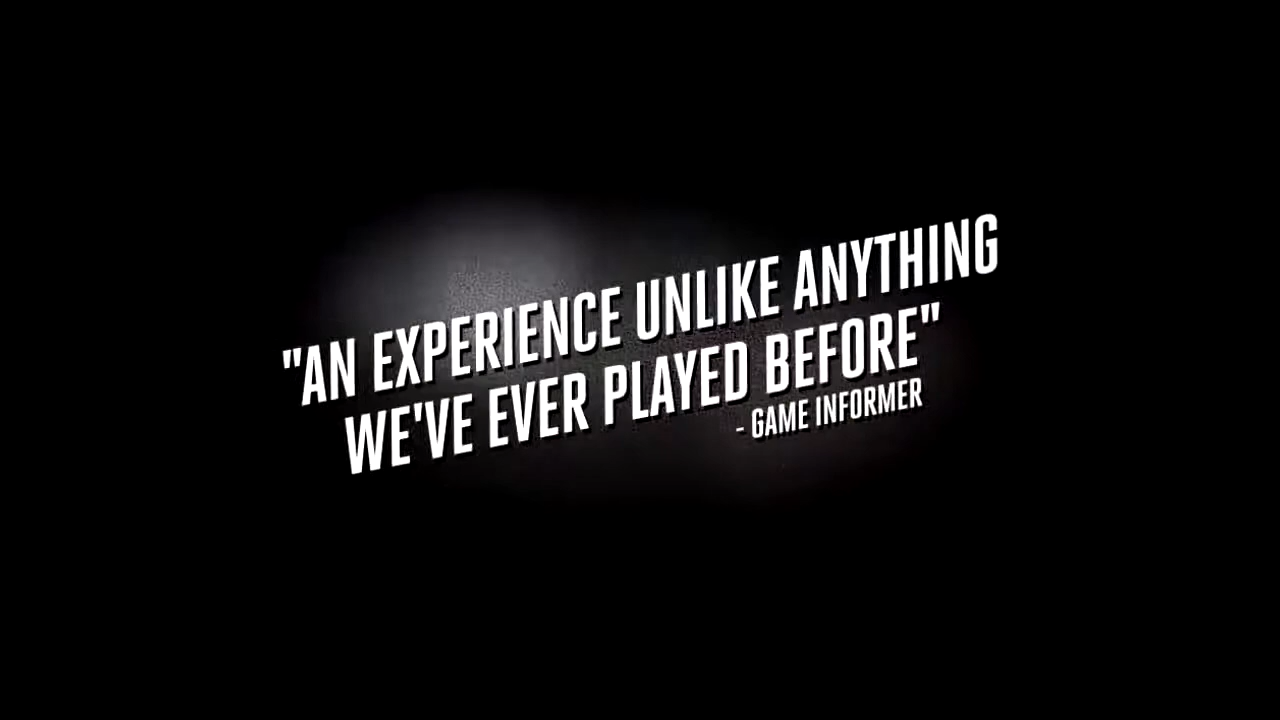 "AN EXPERIENCE UNLIKE ANYTHING
WE'VE EVER PLAYED BEFORE"
- GAME INFORMER